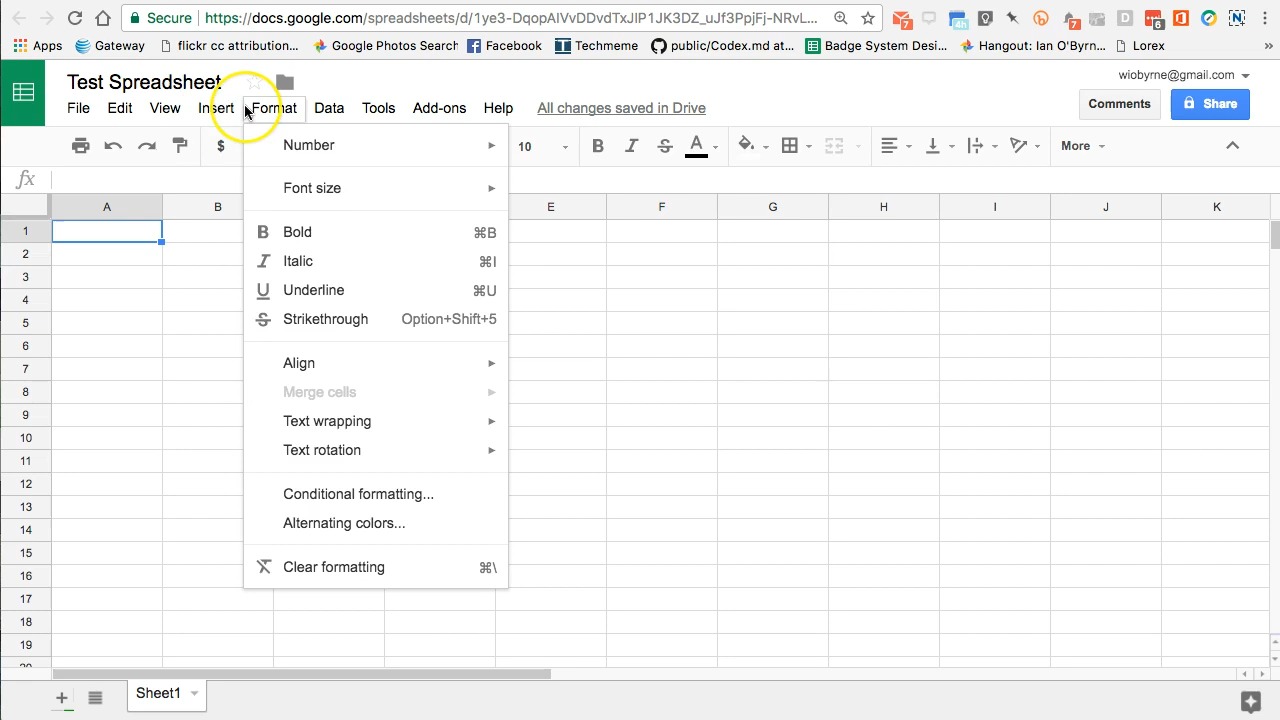 Secure https://docs.google.com/spreadsheets/d/1ye3-DqopAIVvDDvdTxJIP1JK3DZ_uJf3PpjFj-NRvL...
7 4h 7 D 6 N
Apps Gateway flickr cc attribution... Google Photos Search Facebook Techmeme public/Codex.md at... Badge System Desi... Hangout: Ian O'Byrn... Lorex »
Test Spreadsheet
wiobyrne@gmail.com
File Edit View Insert Format Data Tools Add-ons Help All changes saved in Drive
Comments Share
$ 10 B I S A More
fx
Number
Font size
B Bold ⌘B
I Italic ⌘I
U Underline ⌘U
S Strikethrough Option+Shift+5
Align
Merge cells
Text wrapping
Text rotation
Conditional formatting...
Alternating colors...
Clear formatting ⌘\
A B E F G H I J K
1
2
3
4
5
6
7
8
9
10
11
12
13
14
15
16
17
18
19
20
+ Sheet1